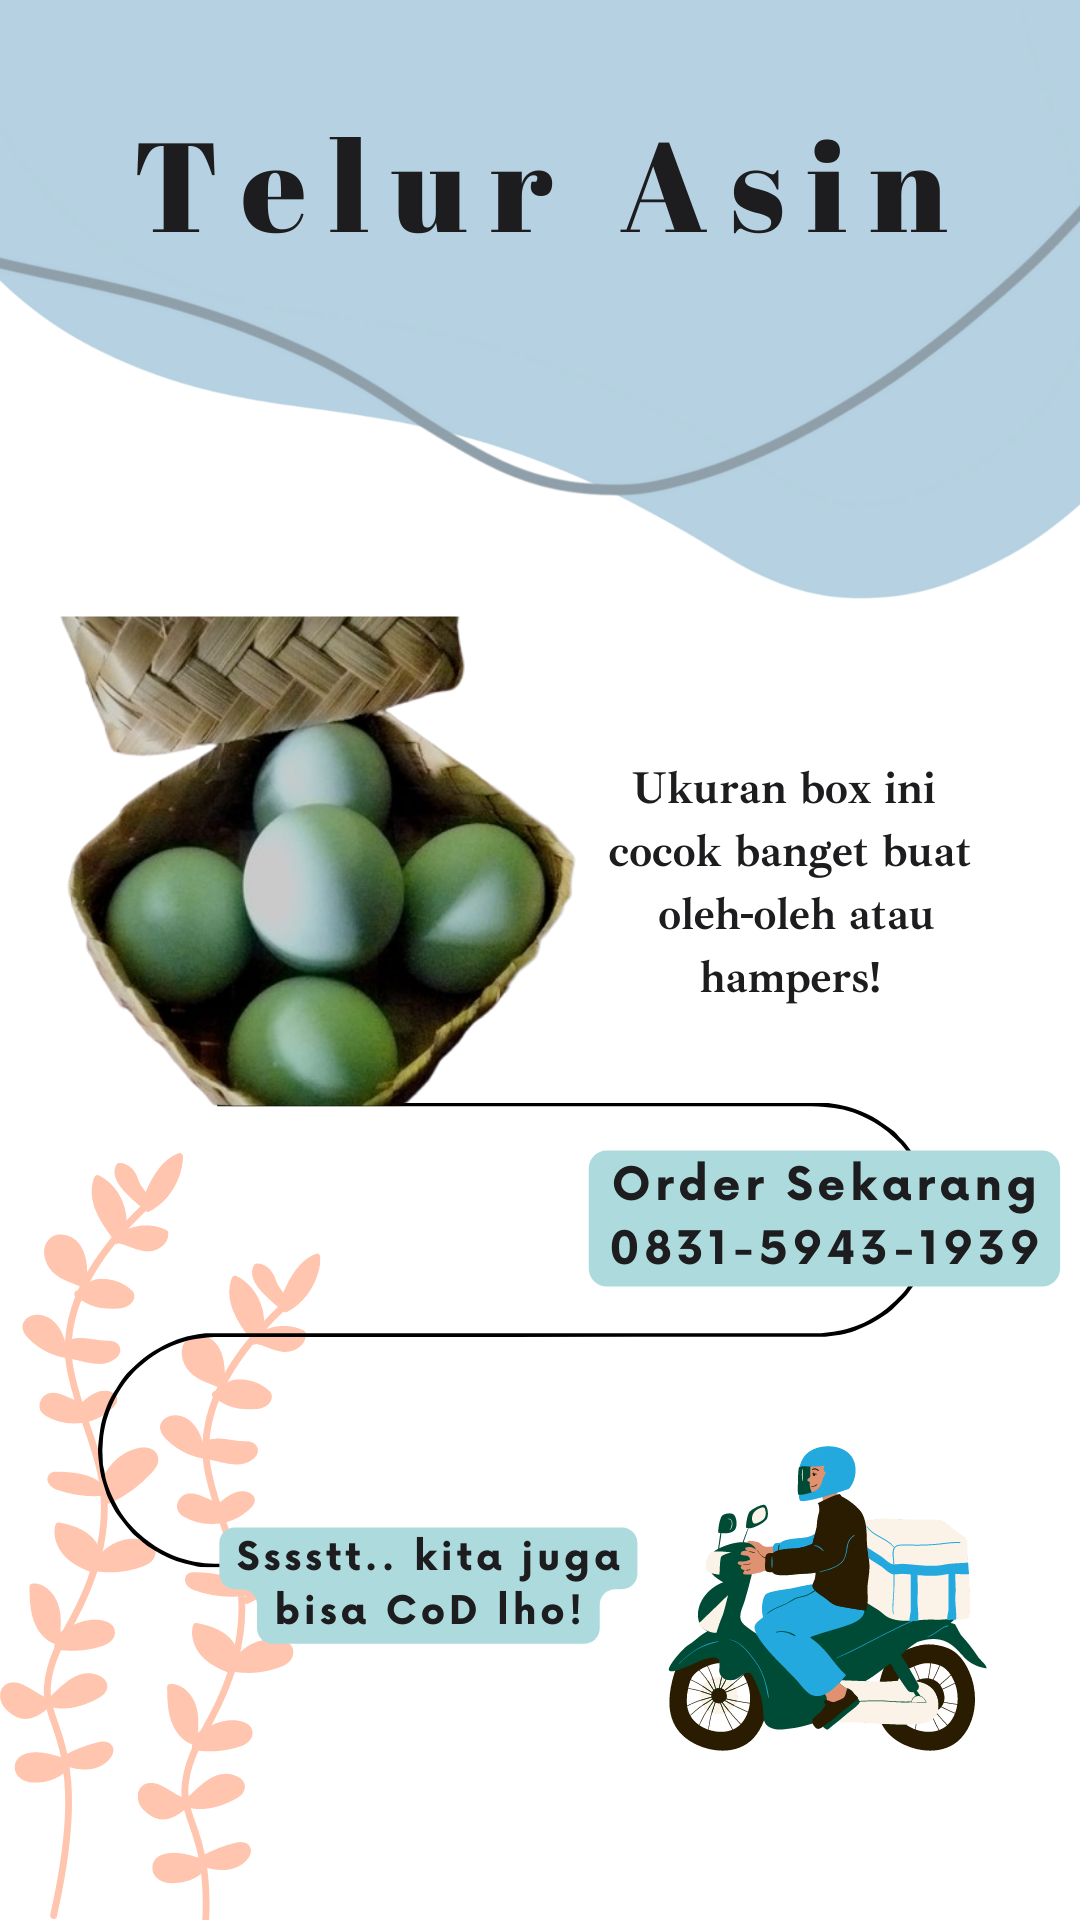 Telur Asin
Ukuran box ini
cocok banget buat
oleh-oleh atau
hampers!
Order Sekarang
0831-5943-1939
Sssstt.. kita juga
bisa CoD lho!